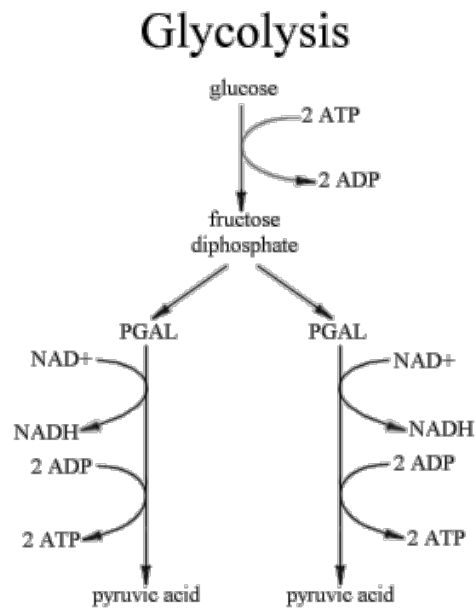 Glycolysis
glucose
2 ATP
2 ADP
fructose
diphosphate
PGAL
PGAL
NAD+
NAD+
NADH
NADH
2 ADP
2 ADP
2 ATP
2 ATP
pyruvic acid
pyruvic acid